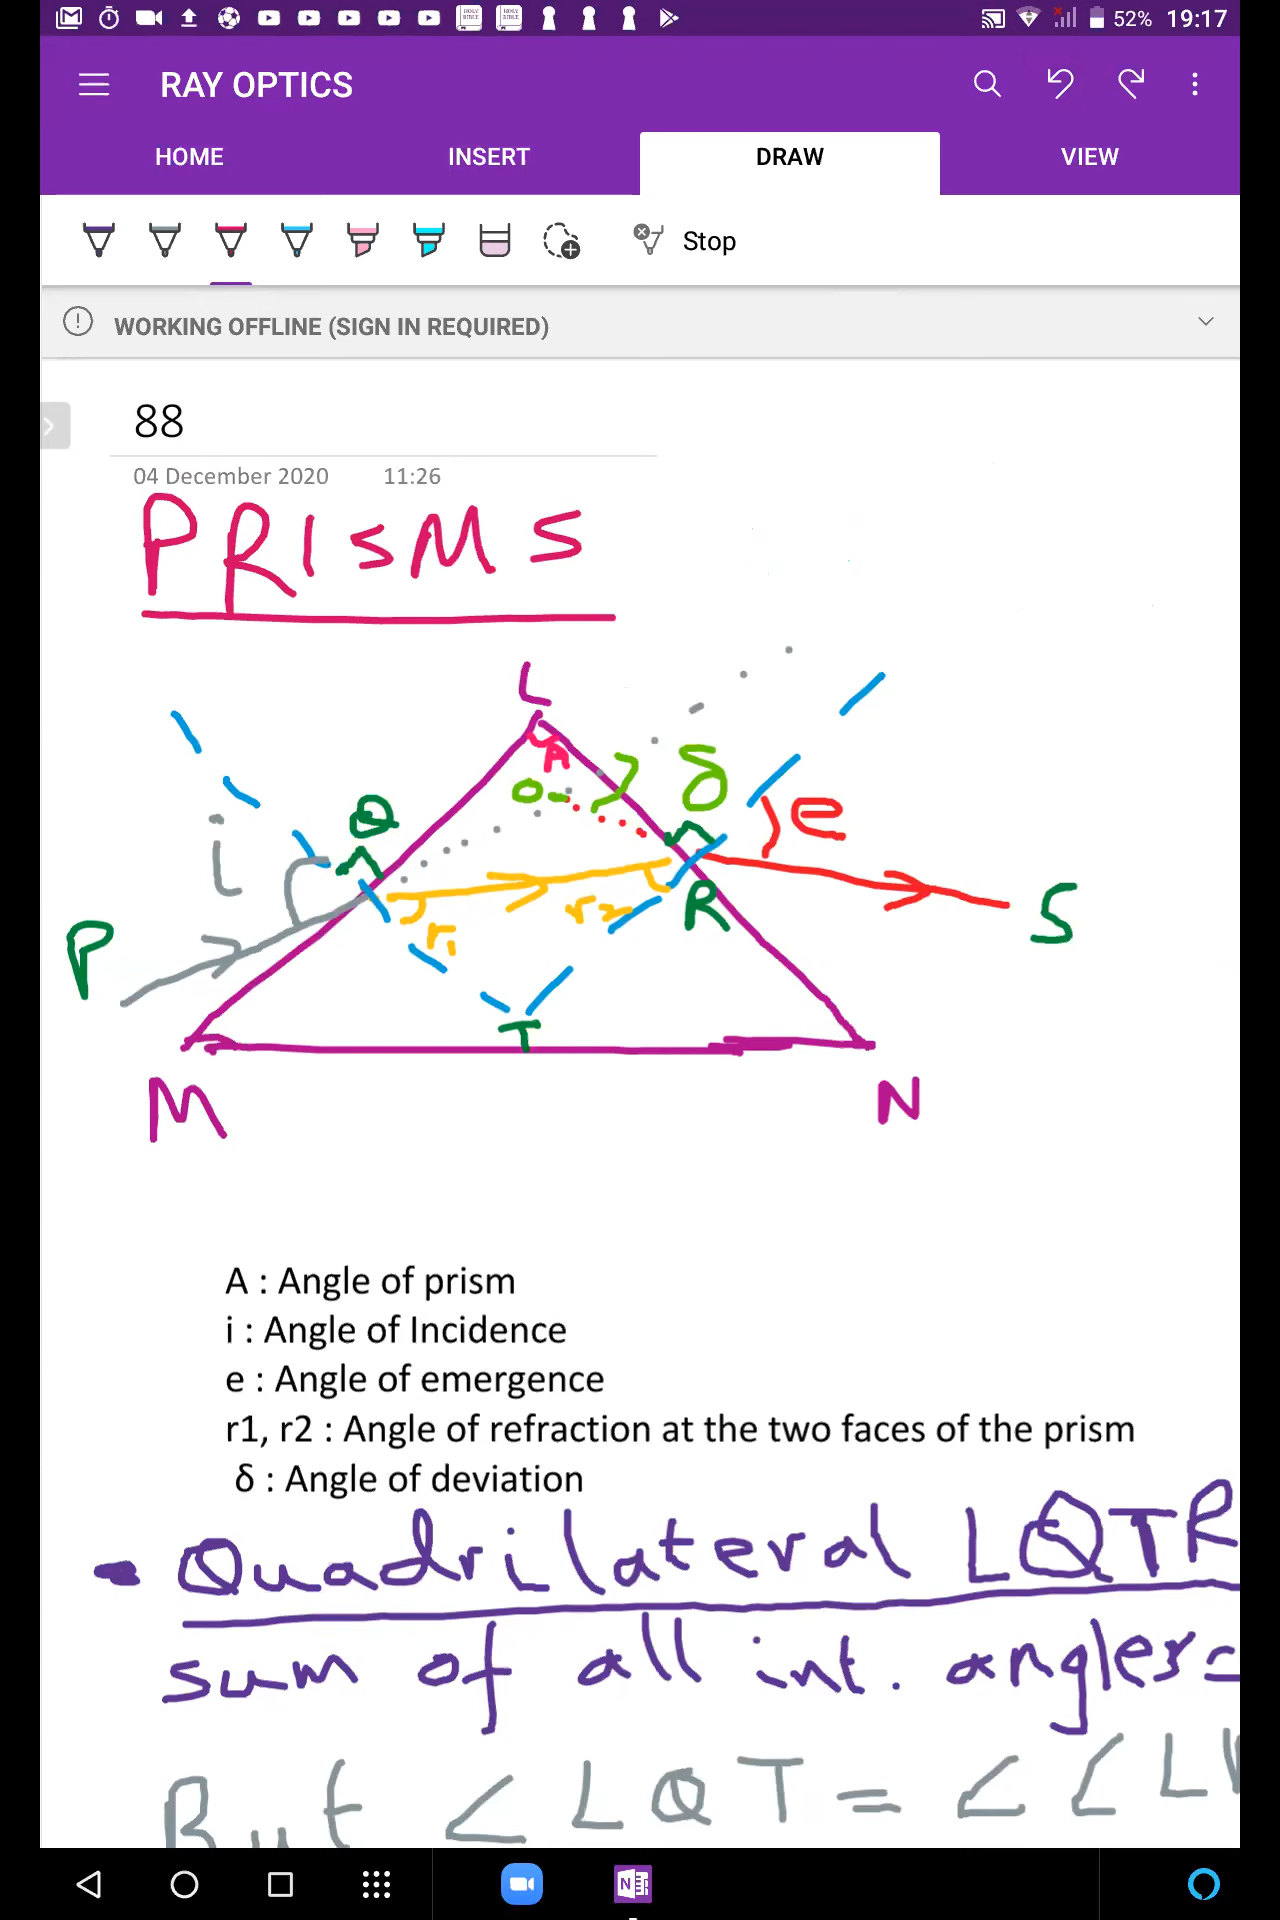 52% 19:17
RAY OPTICS
HOME INSERT DRAW VIEW
Stop
WORKING OFFLINE (SIGN IN REQUIRED)
88
04 December 2020 11:26
PRISMS
L
A
O δ
Q e
i
r1 r2 R S
P
T
M N
A : Angle of prism
i : Angle of Incidence
e : Angle of emergence
r1, r2 : Angle of refraction at the two faces of the prism
δ : Angle of deviation
- Quadrilateral LQTR
sum of all int. angles =
But ∠LQT = ∠∠L